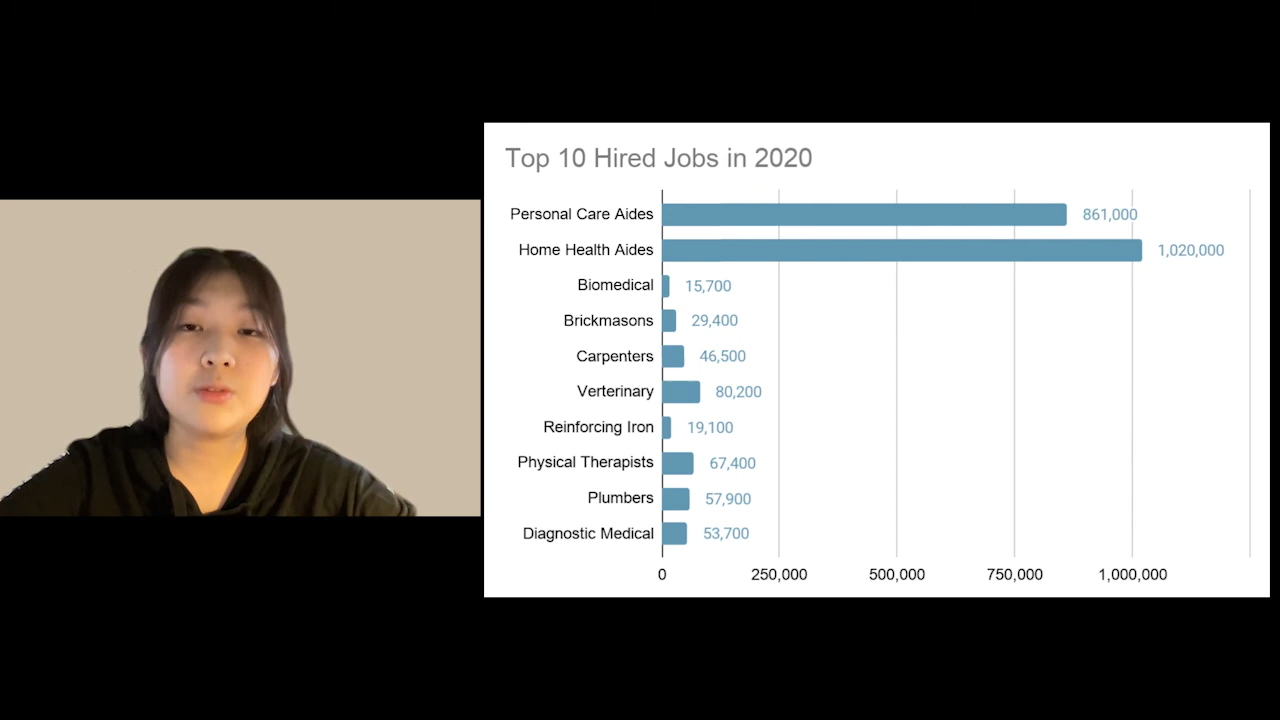 Top 10 Hired Jobs in 2020
Personal Care Aides 861,000
Home Health Aides 1,020,000
Biomedical 15,700
Brickmasons 29,400
Carpenters 46,500
Verterinary 80,200
Reinforcing Iron 19,100
Physical Therapists 67,400
Plumbers 57,900
Diagnostic Medical 53,700
0 250,000 500,000 750,000 1,000,000